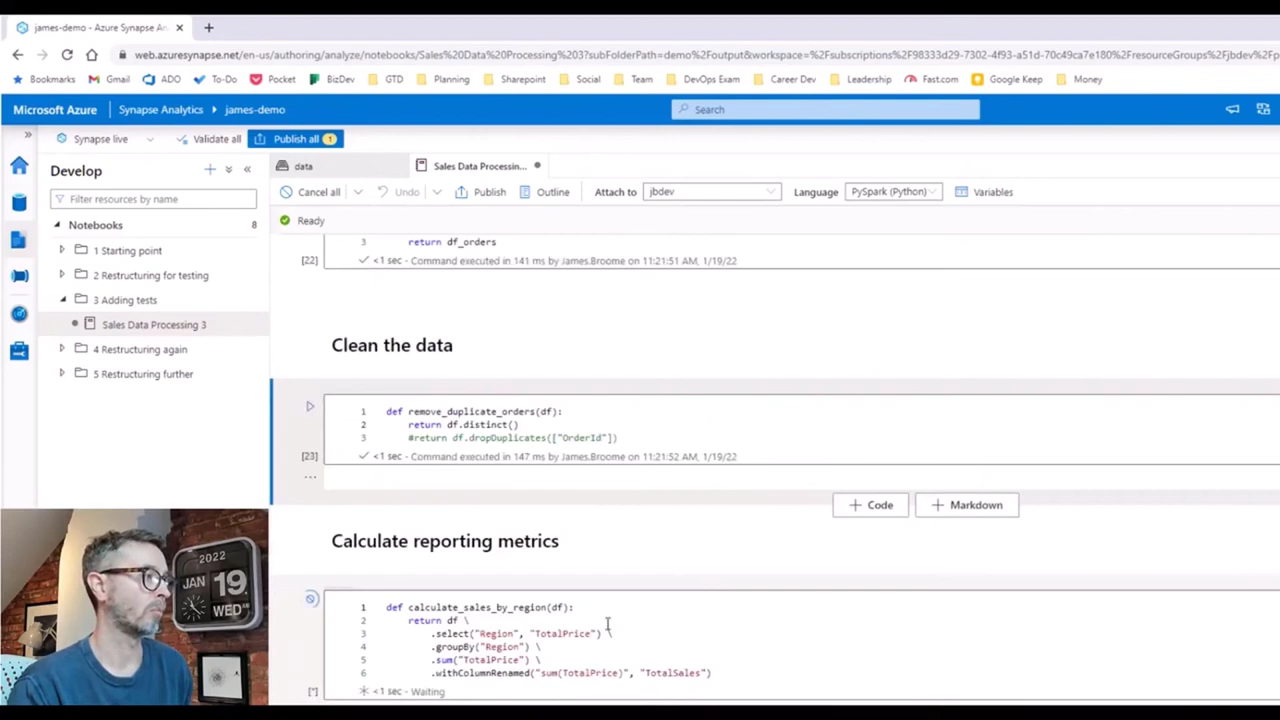 james-demo - Azure Synapse An
web.azuresynapse.net/en-us/authoring/analyze/notebooks/Sales%20Data%20Processing%203?subFolderPath=demo%2Foutput&workspace=%2Fsubscriptions%2F98333d29-7302-4f93-a51d-70c49ca7e180%2FresourceGroups%2Fjbdev%2Fp
Bookmarks Gmail ADO To-Do Pocket BizDev GTD Planning Sharepoint Social Team DevOps Exam Career Dev Leadership Fast.com Google Keep Money
Microsoft Azure Synapse Analytics james-demo Search
Synapse live Validate all Publish all 1
Develop
Filter resources by name
Notebooks 8
1 Starting point
2 Restructuring for testing
3 Adding tests
Sales Data Processing 3
4 Restructuring again
5 Restructuring further
data Sales Data Processin...
Cancel all Undo Publish Outline Attach to jbdev Language PySpark (Python) Variables
Ready
3 return df_orders
[22] <1 sec - Command executed in 141 ms by James.Broome on 11:21:51 AM, 1/19/22
Clean the data
1 def remove_duplicate_orders(df):
2 return df.distinct()
3 #return df.dropDuplicates(["OrderId"])
[23] <1 sec - Command executed in 147 ms by James.Broome on 11:21:52 AM, 1/19/22
...
+ Code + Markdown
Calculate reporting metrics
1 def calculate_sales_by_region(df):
2 return df \
3 .select("Region", "TotalPrice") \
4 .groupBy("Region") \
5 .sum("TotalPrice") \
6 .withColumnRenamed("sum(TotalPrice)", "TotalSales")
[*] <1 sec - Waiting
2022
JAN 19
WED